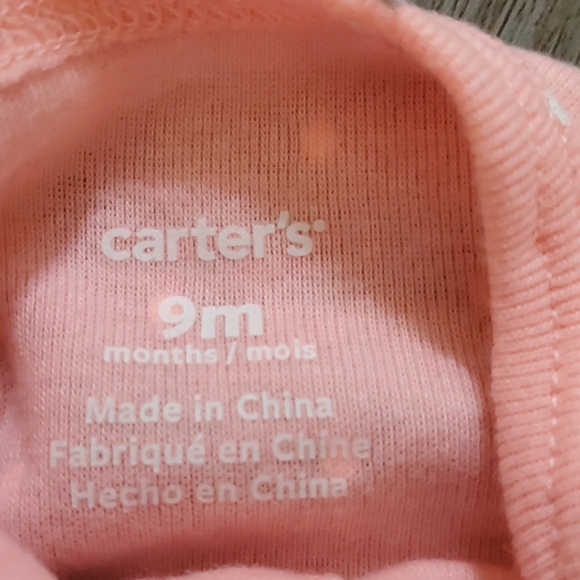 carter's
9m
months / mois
Made in China
Fabriqué en Chine
Hecho en China